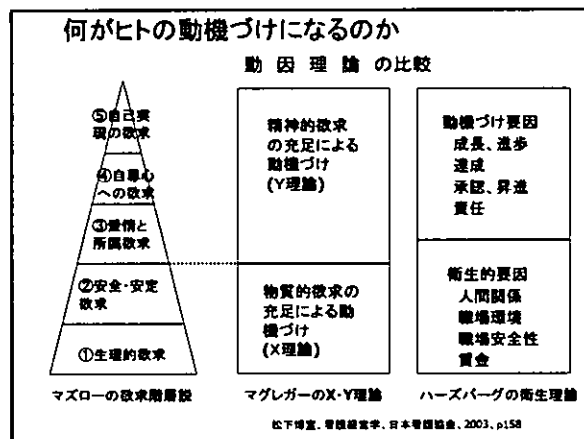 何がヒトの動機づけになるのか
動因理論の比較
⑤自己実
現の欲求
④自尊心
への欲求
③愛情と
所属欲求
②安全・安定
欲求
①生理的欲求
マズローの欲求階層説
精神的欲求
の充足による
動機づけ
(Y理論)
物質的欲求の
充足による動
機づけ
(X理論)
マグレガーのX・Y理論
動機づけ要因
成長、進歩
達成
承認、昇進
責任
衛生的要因
人間関係
職場環境
職場安全性
賃金
ハーズバーグの衛生理論
松下博宣、看護経営学、日本看護協会、2003、p158